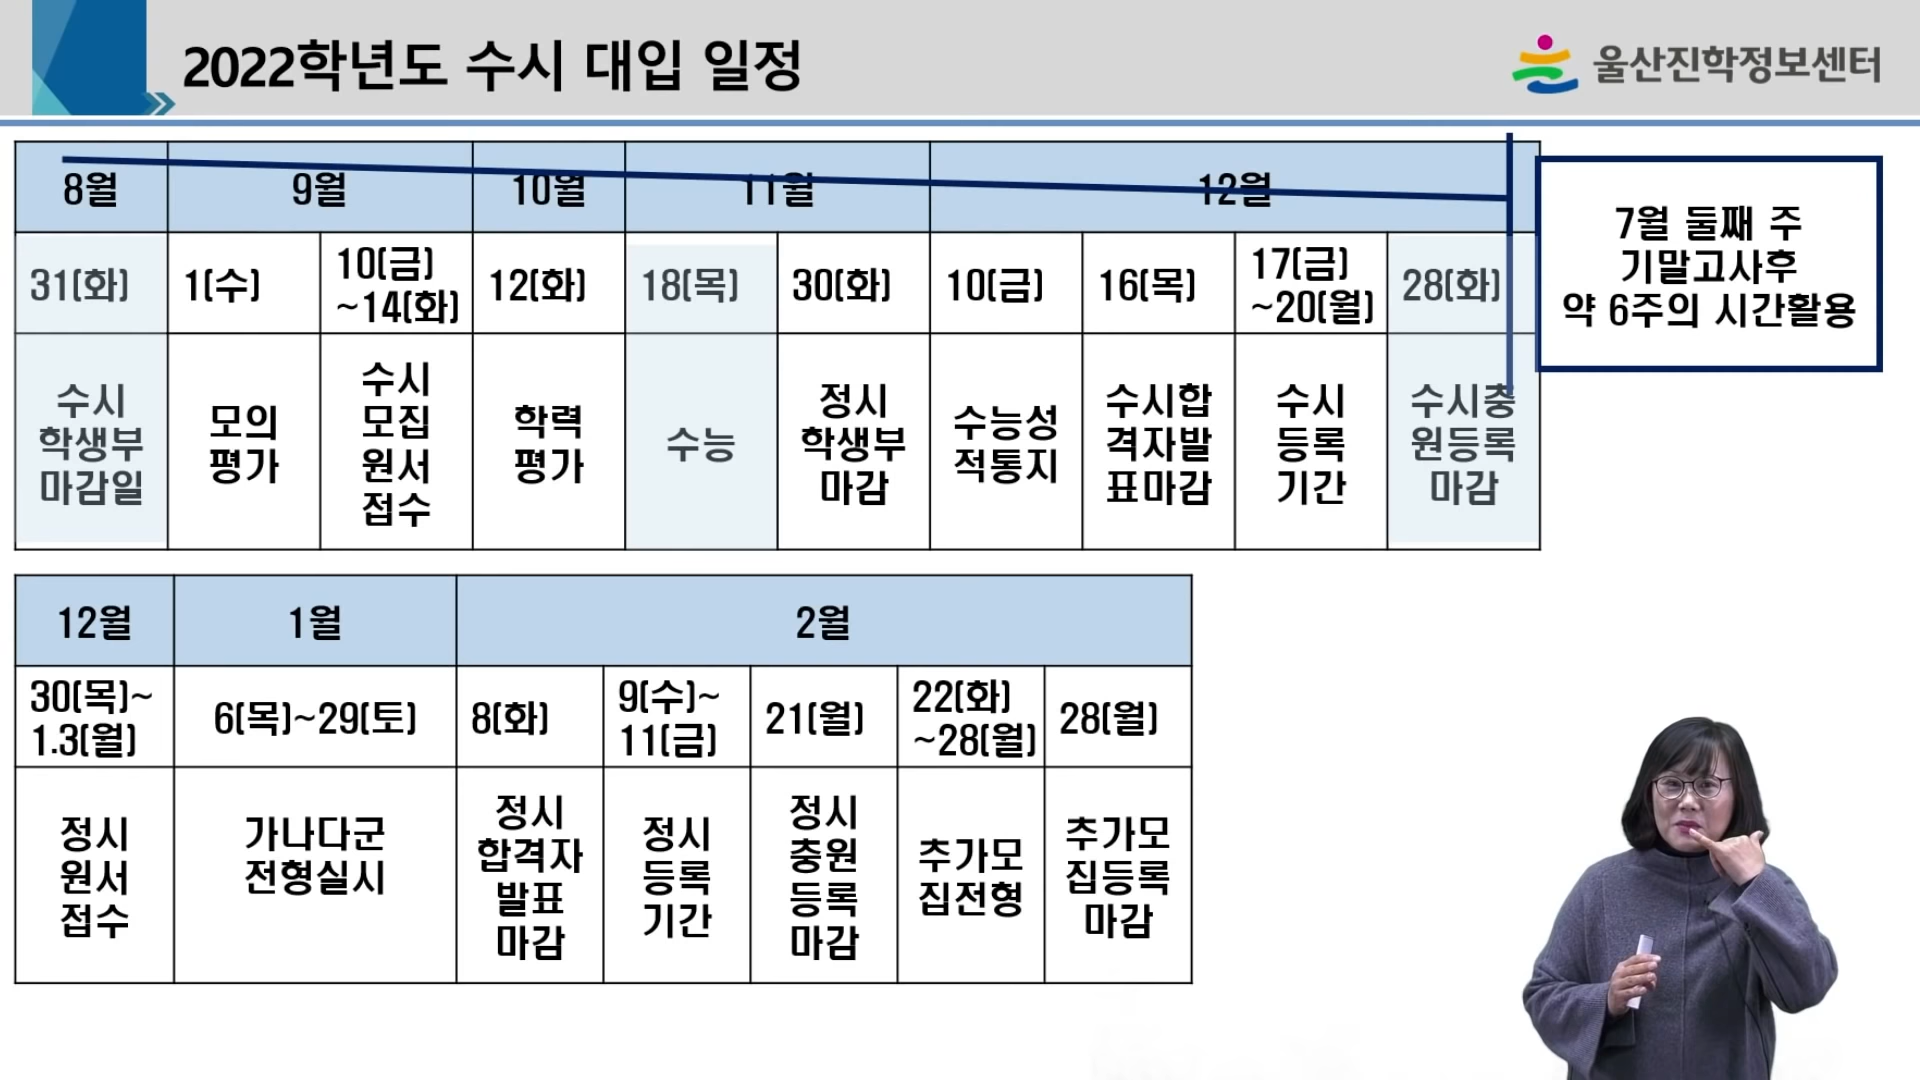 2022학년도 수시 대입 일정
울산진학정보센터
8월
9월
10월
11월
12월
31(화)
1(수)
10(금)
~14(화)
12(화)
18(목)
30(화)
10(금)
16(목)
17(금)
~20(월)
28(화)
수시
학생부
마감일
모의
평가
수시
모집
원서
접수
학력
평가
수능
정시
학생부
마감
수능성
적통지
수시합
격자발
표마감
수시
등록
기간
수시충
원등록
마감
7월 둘째 주
기말고사후
약 6주의 시간활용
12월
1월
2월
30(목)~
1.3(월)
6(목)~29(토)
8(화)
9(수)~
11(금)
21(월)
22(화)
~28(월)
28(월)
정시
원서
접수
가나다군
전형실시
정시
합격자
발표
마감
정시
등록
기간
정시
충원
등록
마감
추가모
집전형
추가모
집등록
마감